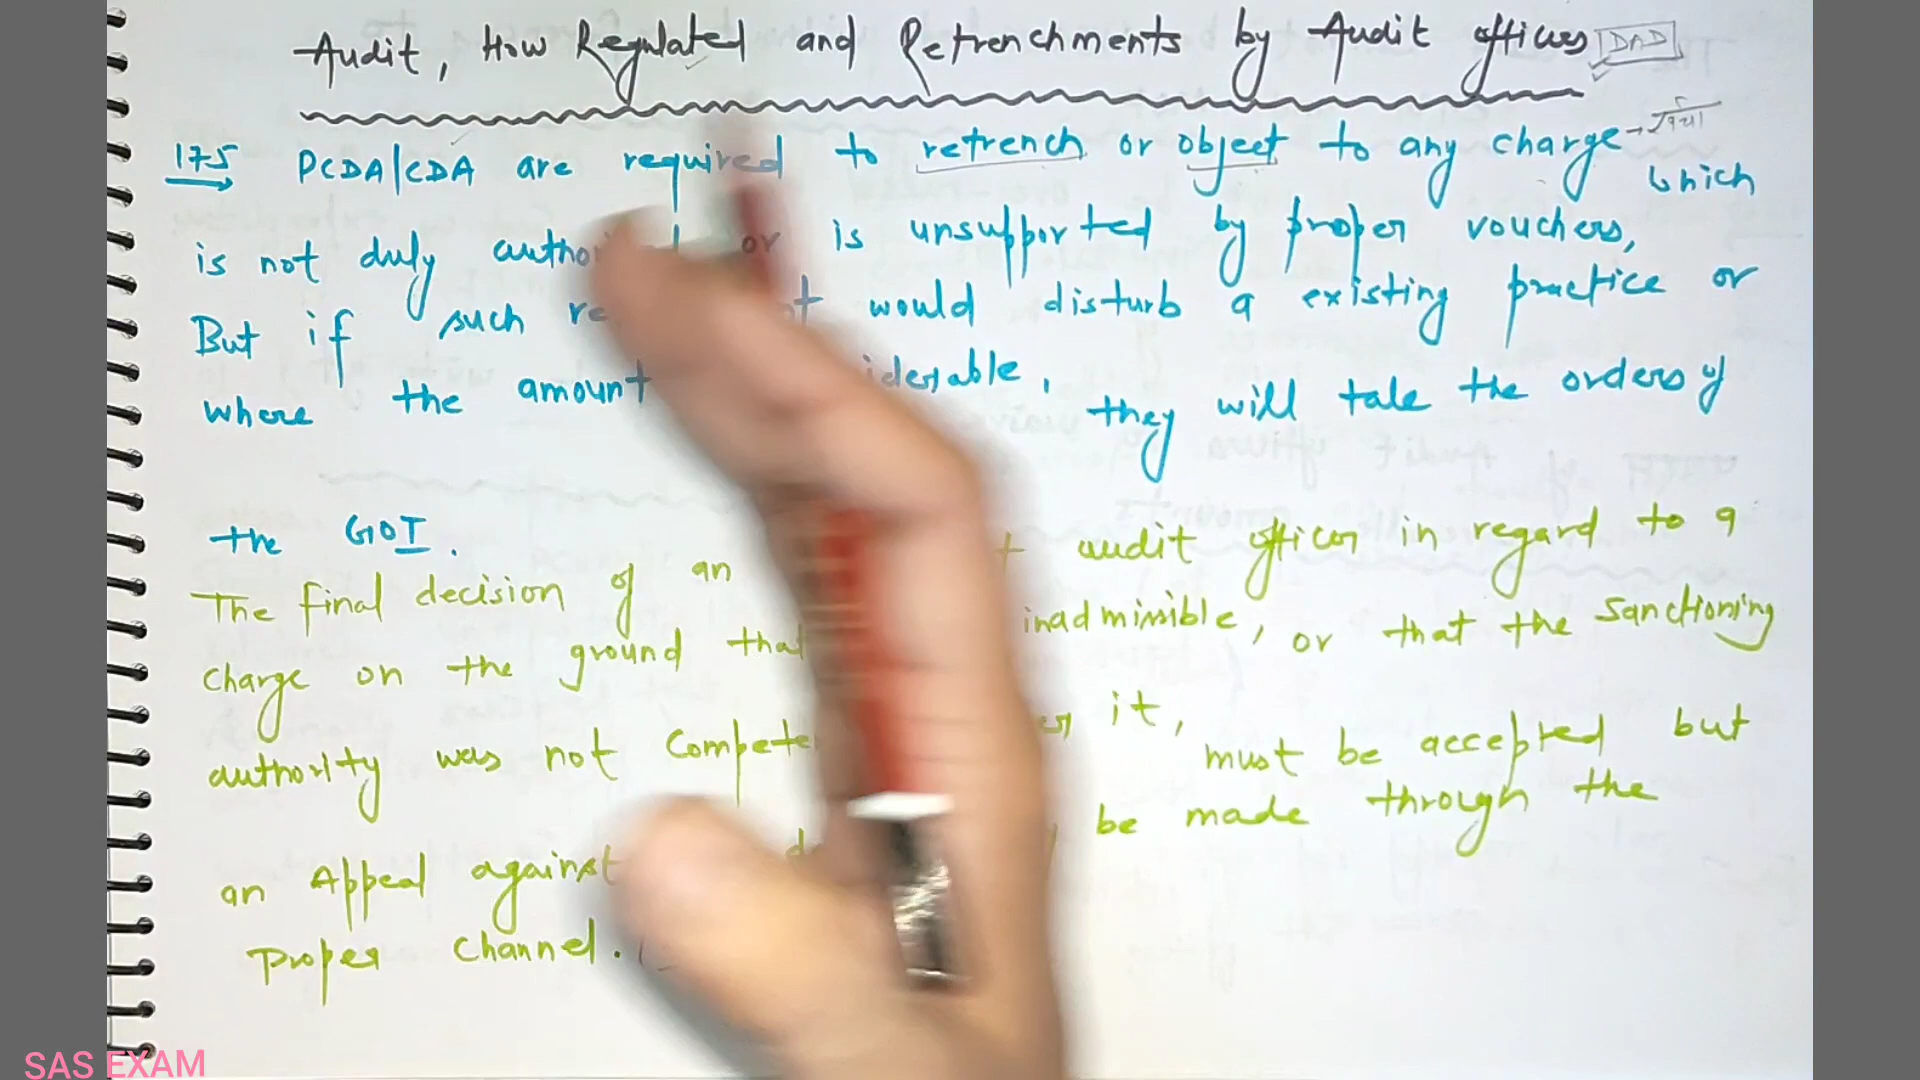 Audit, How Regulated and Retrenchments by Audit offices DAD
175 PCDA/CDA are required to retrench or object to any charge → which
is not duly or is unsupported by proper vouchers,
But if such would disturb a existing practice or
where the amount they will take the orders of
the GOI.
The final decision of an audit officer in regard to a
charge on the ground that inadmissible, or that the sanctioning
authority was not it, must be accepted but
an Appeal against be made through the
proper channel.
SAS EXAM